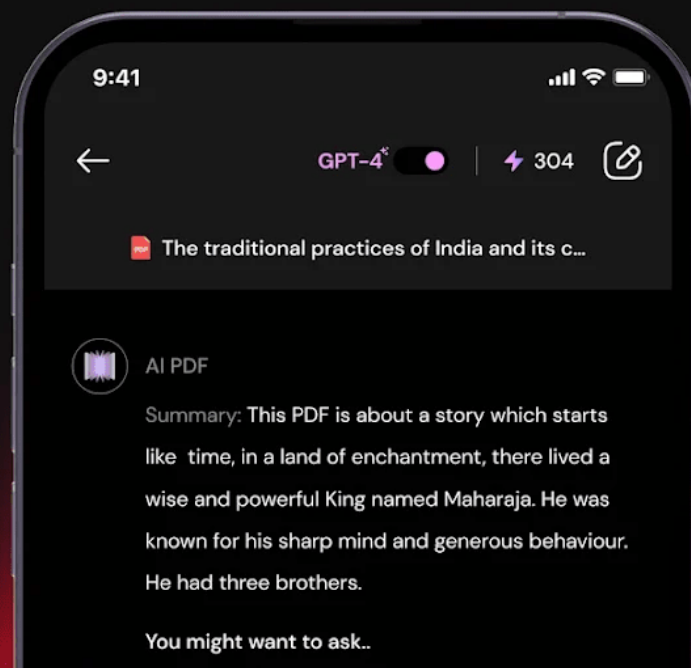 9:41
GPT-4 304
PDF The traditional practices of India and its c...
AI PDF
Summary: This PDF is about a story which starts
like  time, in a land of enchantment, there lived a
wise and powerful King named Maharaja. He was
known for his sharp mind and generous behaviour.
He had three brothers.
You might want to ask..